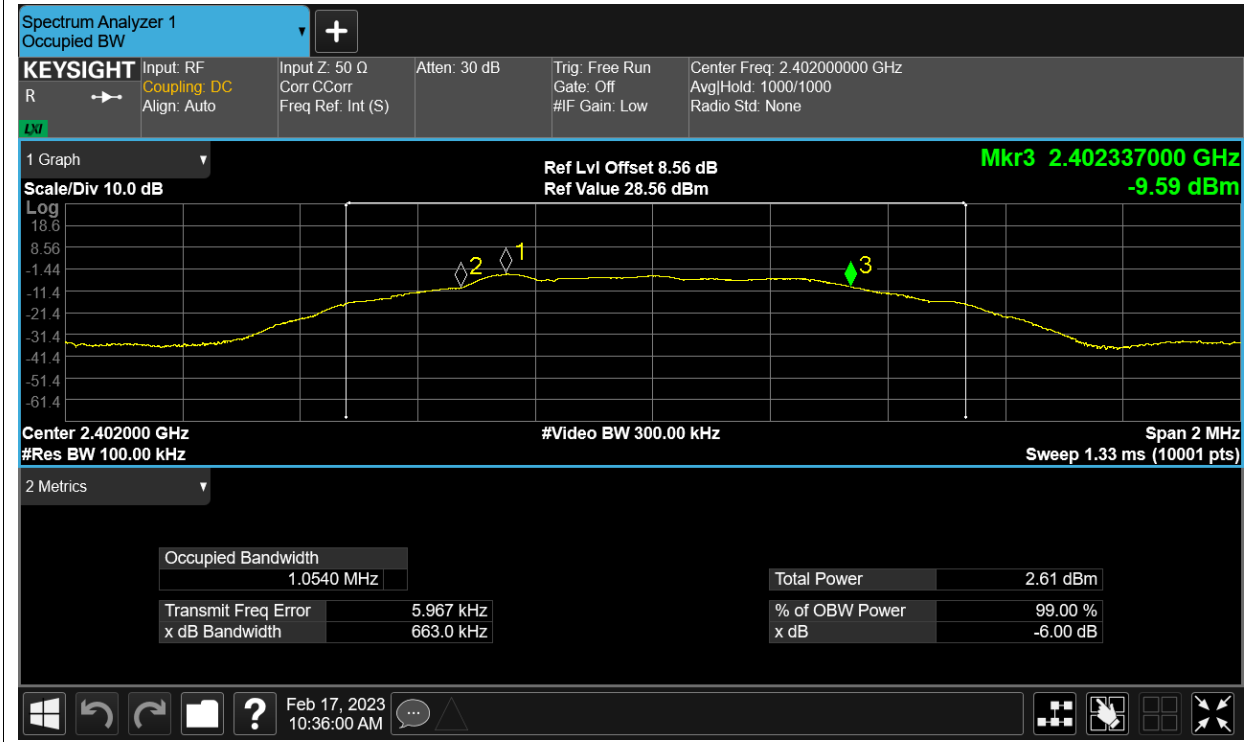 Spectrum Analyzer 1
Occupied BW
KEYSIGHT
R
LXI
Input: RF
Coupling: DC
Align: Auto
Input Z: 50 Ω
Corr CCorr
Freq Ref: Int (S)
Atten: 30 dB
Trig: Free Run
Gate: Off
#IF Gain: Low
Center Freq: 2.402000000 GHz
Avg|Hold: 1000/1000
Radio Std: None
1 Graph
Scale/Div 10.0 dB
Ref Lvl Offset 8.56 dB
Ref Value 28.56 dBm
Mkr3 2.402337000 GHz
-9.59 dBm
Log
18.6
8.56
-1.44
-11.4
-21.4
-31.4
-41.4
-51.4
-61.4
2
1
3
Center 2.402000 GHz
#Res BW 100.00 kHz
#Video BW 300.00 kHz
Span 2 MHz
Sweep 1.33 ms (10001 pts)
2 Metrics
Occupied Bandwidth
1.0540 MHz
Transmit Freq Error 5.967 kHz
x dB Bandwidth 663.0 kHz
Total Power 2.61 dBm
% of OBW Power 99.00 %
x dB -6.00 dB
Feb 17, 2023
10:36:00 AM